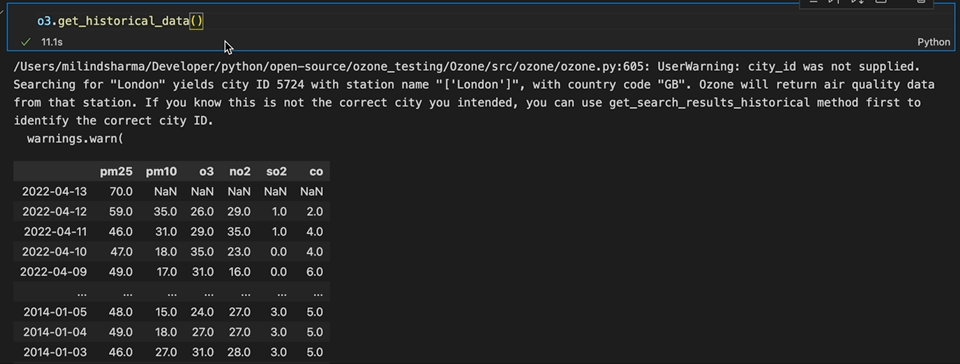 o3.get_historical_data()
11.1s
Python
/Users/milindsharma/Developer/python/open-source/ozone_testing/Ozone/src/ozone/ozone.py:605: UserWarning: city_id was not supplied.
Searching for "London" yields city ID 5724 with station name "['London']", with country code "GB". Ozone will return air quality data
from that station. If you know this is not the correct city you intended, you can use get_search_results_historical method first to
identify the correct city ID.
warnings.warn(
pm25 pm10 o3 no2 so2 co
2022-04-13 70.0 NaN NaN NaN NaN NaN
2022-04-12 59.0 35.0 26.0 29.0 1.0 2.0
2022-04-11 46.0 31.0 29.0 35.0 1.0 4.0
2022-04-10 47.0 18.0 35.0 23.0 0.0 4.0
2022-04-09 49.0 17.0 31.0 16.0 0.0 6.0
... ... ... ... ... ... ...
2014-01-05 48.0 15.0 24.0 27.0 3.0 5.0
2014-01-04 49.0 18.0 27.0 27.0 3.0 5.0
2014-01-03 46.0 27.0 31.0 28.0 3.0 5.0